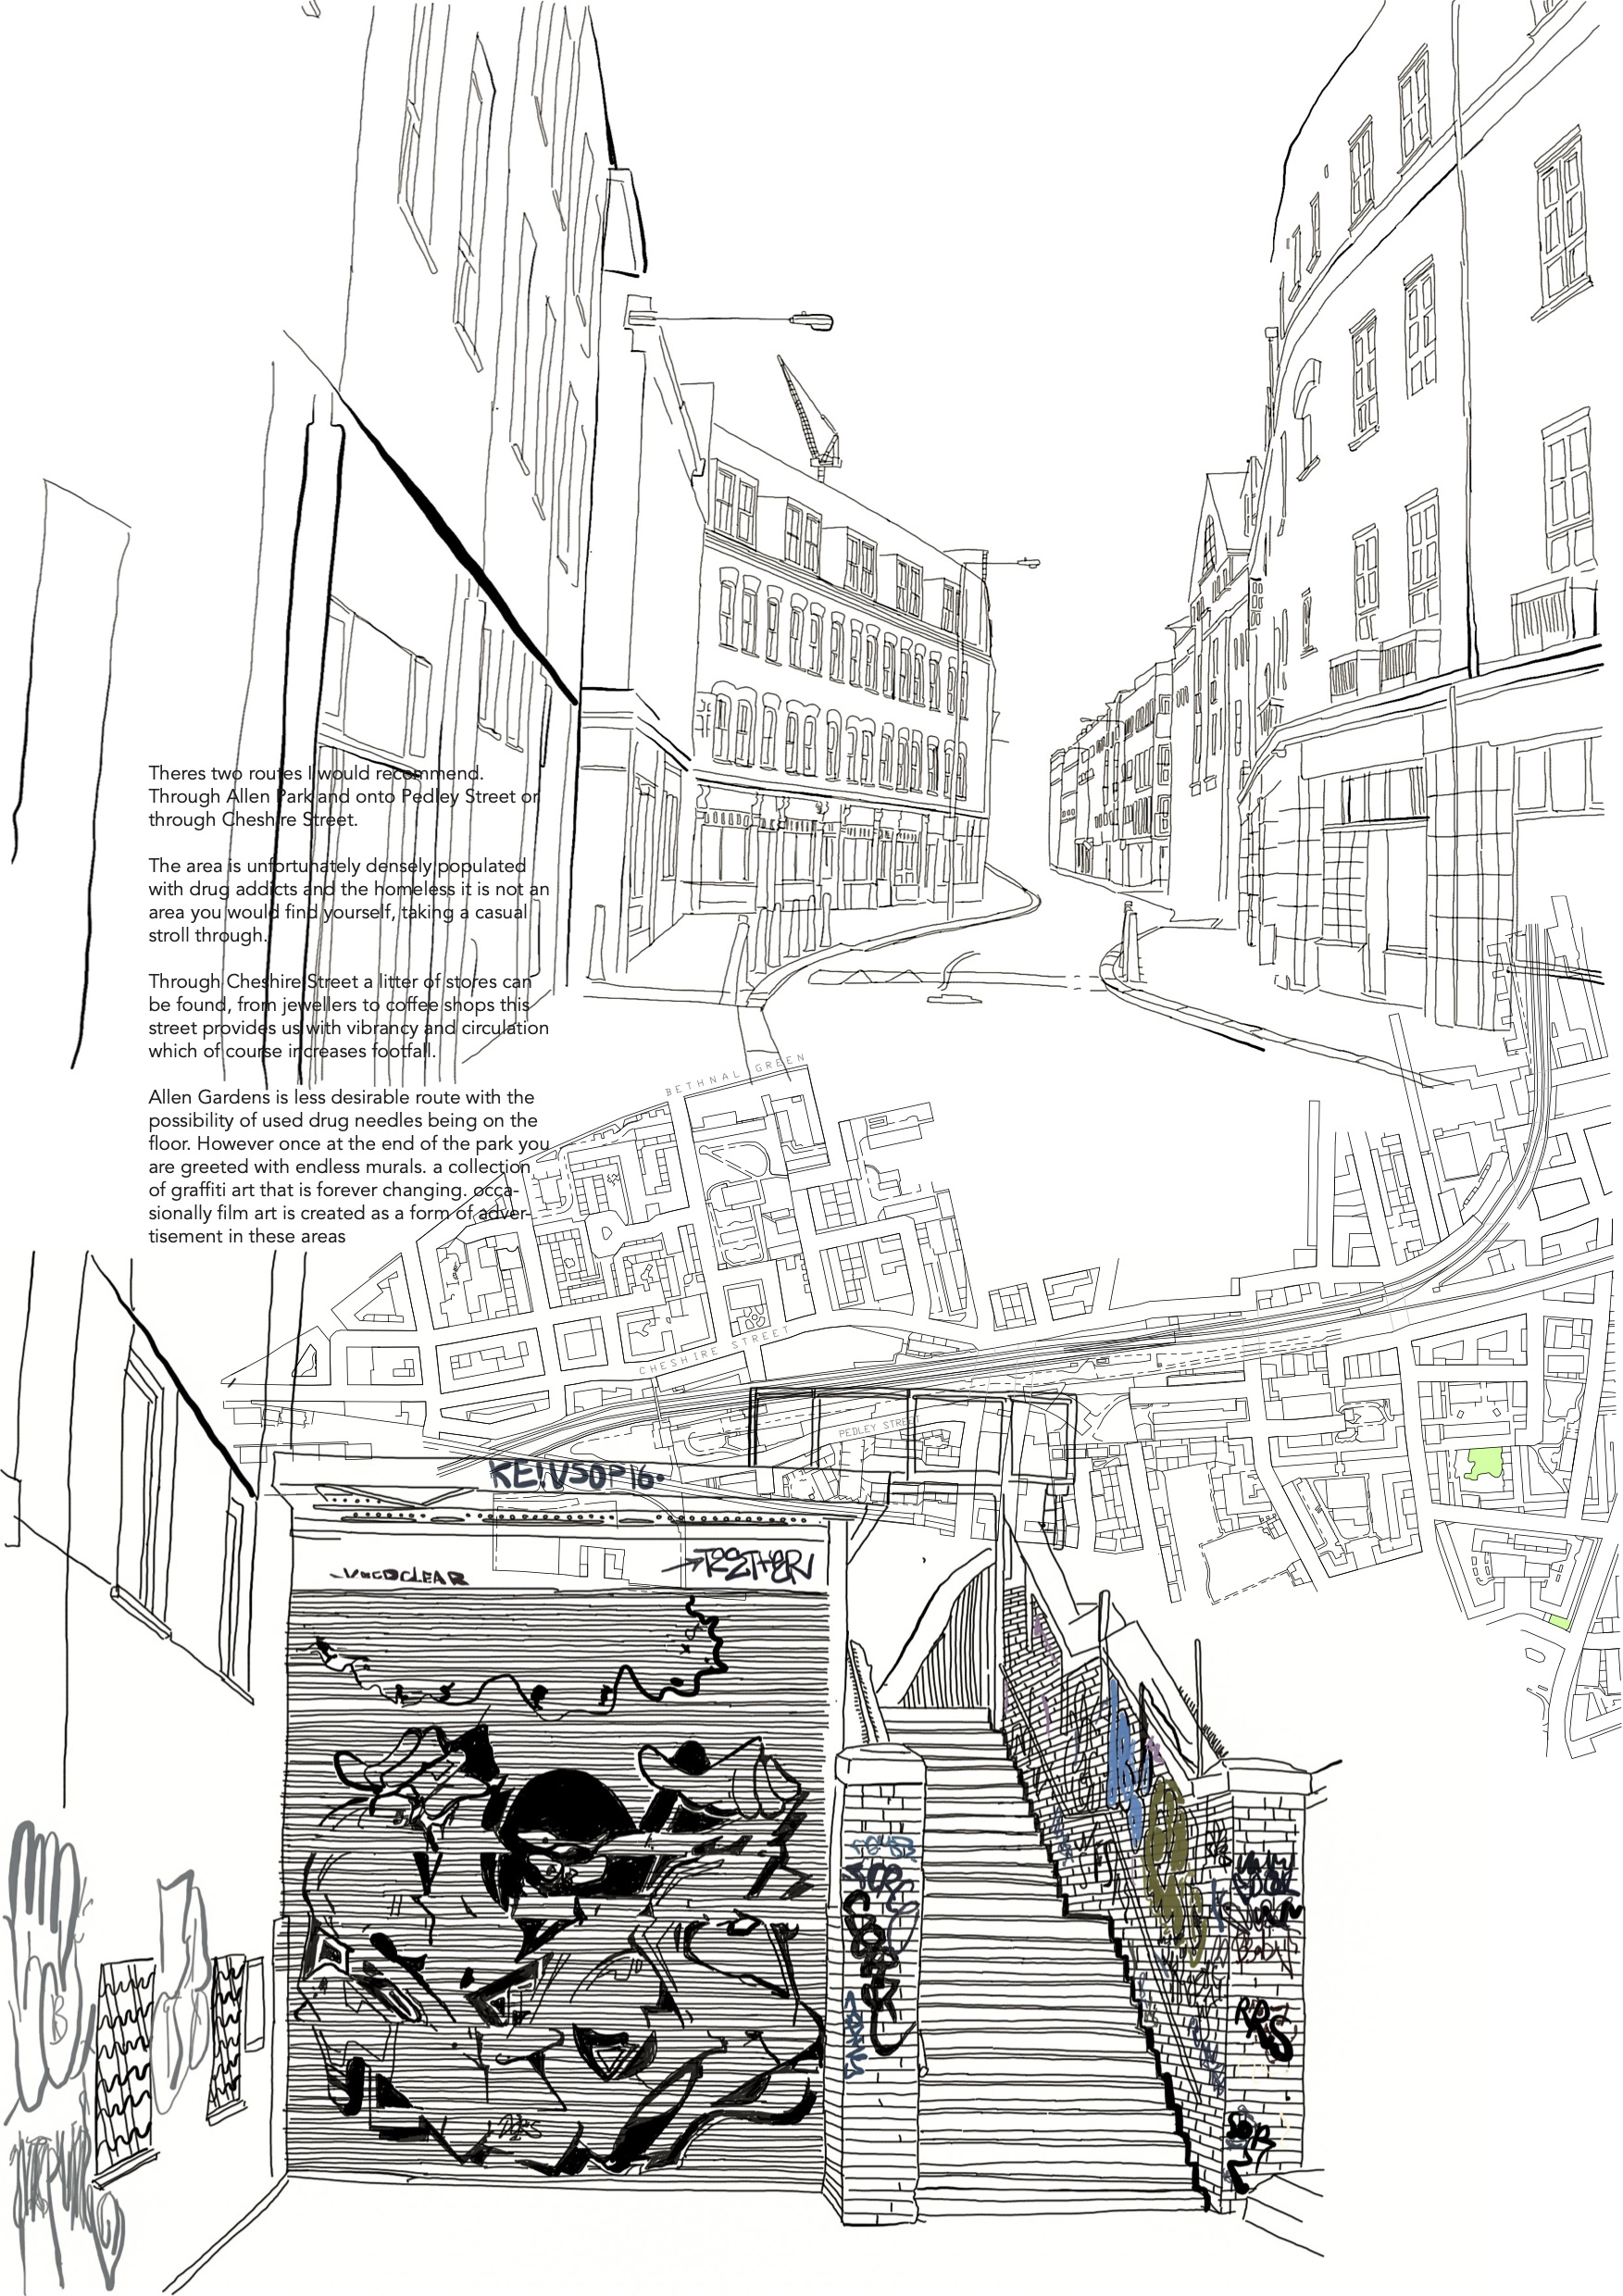 Theres two routes I would recommend.
Through Allen Park and onto Pedley Street or
through Cheshire Street.
The area is unfortunately densely populated
with drug addicts and the homeless it is not an
area you would find yourself, taking a casual
stroll through.
Through Cheshire Street a litter of stores can
be found, from jewellers to coffee shops this
street provides us with vibrancy and circulation
which of course increases footfall.
Allen Gardens is less desirable route with the
possibility of used drug needles being on the
floor. However once at the end of the park you
are greeted with endless murals. a collection
of graffiti art that is forever changing. occa-
sionally film art is created as a form of adver-
tisement in these areas
BETHNAL GREEN
CHESHIRE STREET
PEDLEY STREET